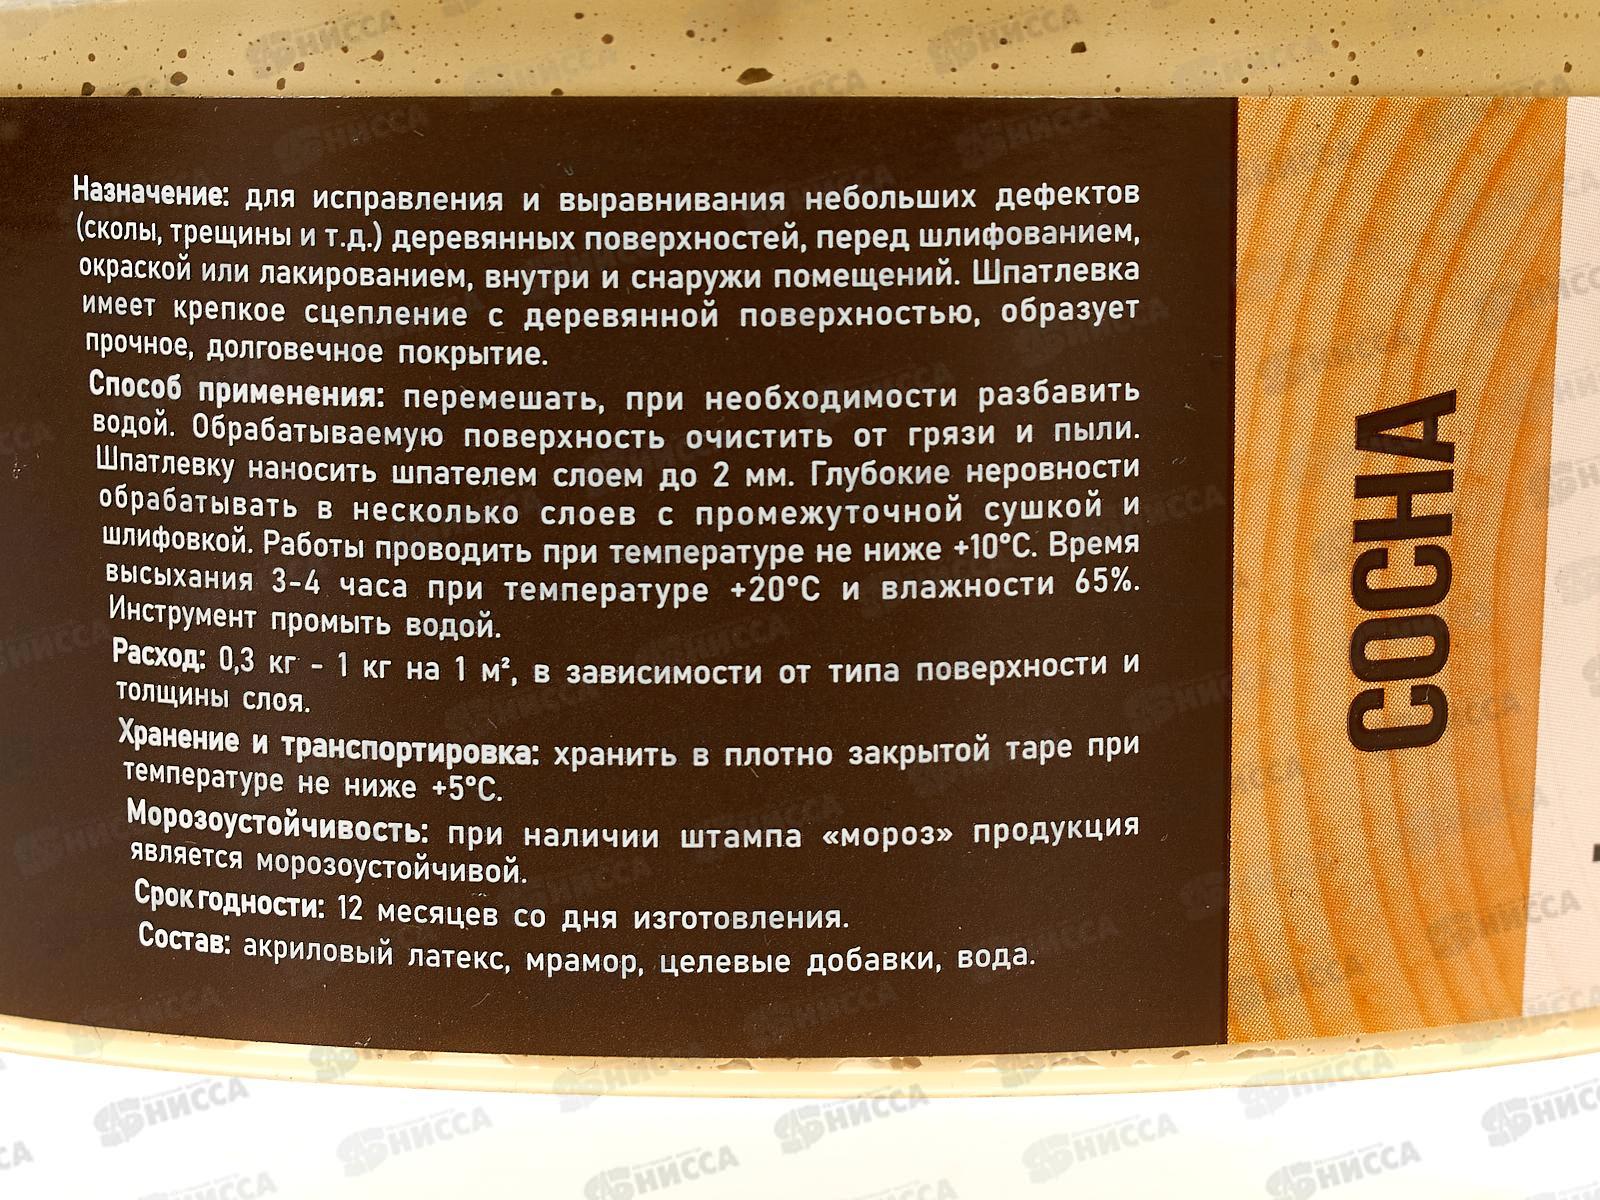 Назначение: для исправления и выравнивания небольших дефектов
(сколы, трещины и т.д.) деревянных поверхностей, перед шлифованием,
окраской или лакированием, внутри и снаружи помещений. Шпатлевка
имеет крепкое сцепление с деревянной поверхностью, образует
прочное, долговечное покрытие.
Способ применения: перемешать, при необходимости разбавить
водой. Обрабатываемую поверхность очистить от грязи и пыли.
Шпатлевку наносить шпателем слоем до 2 мм. Глубокие неровности
обрабатывать в несколько слоев с промежуточной сушкой и
шлифовкой. Работы проводить при температуре не ниже +10°С. Время
высыхания 3-4 часа при температуре +20°С и влажности 65%.
Инструмент промыть водой.
Расход: 0,3 кг - 1 кг на 1 м², в зависимости от типа поверхности и
толщины слоя.
Хранение и транспортировка: хранить в плотно закрытой таре при
температуре не ниже +5°С.
Морозоустойчивость: при наличии штампа «мороз» продукция
является морозоустойчивой.
Срок годности: 12 месяцев со дня изготовления.
Состав: акриловый латекс, мрамор, целевые добавки, вода.
СОСНА